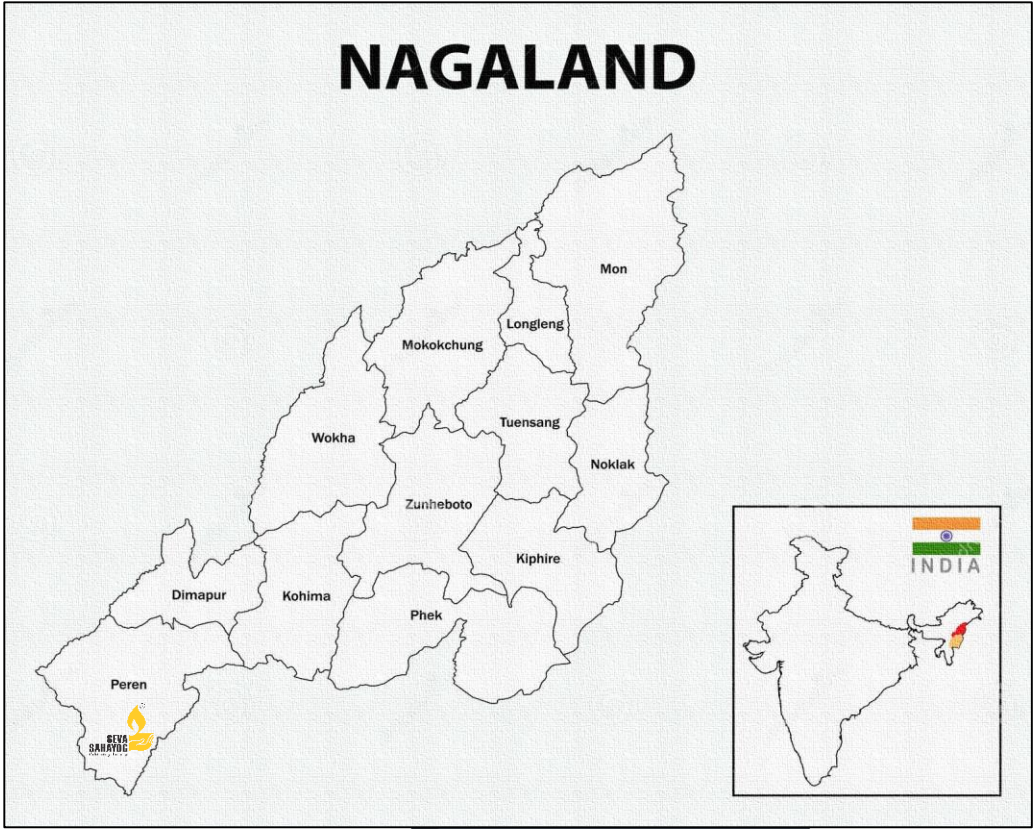 NAGALAND
Mon
Longleng
Mokokchung
Tuensang
Wokha
Noklak
Zunheboto
Kiphire
INDIA
Dimapur
Kohima
Phek
Peren
SEVA
SAHAYOG